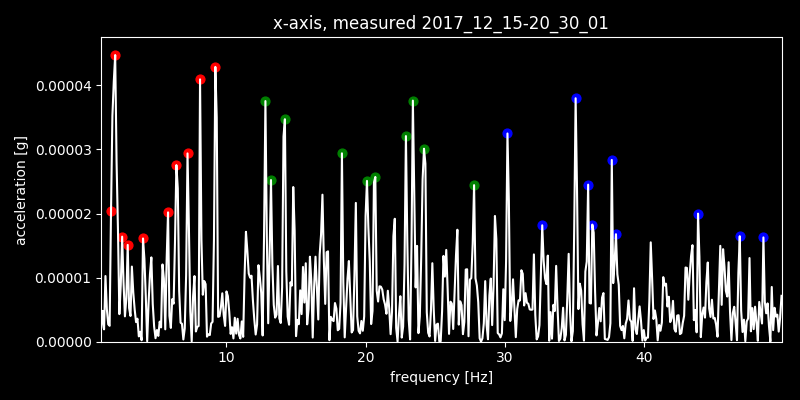 x-axis, measured 2017_12_15-20_30_01
0.00004
0.00003
0.00002
0.00001
0.00000
acceleration [g]
10 20 30 40
frequency [Hz]